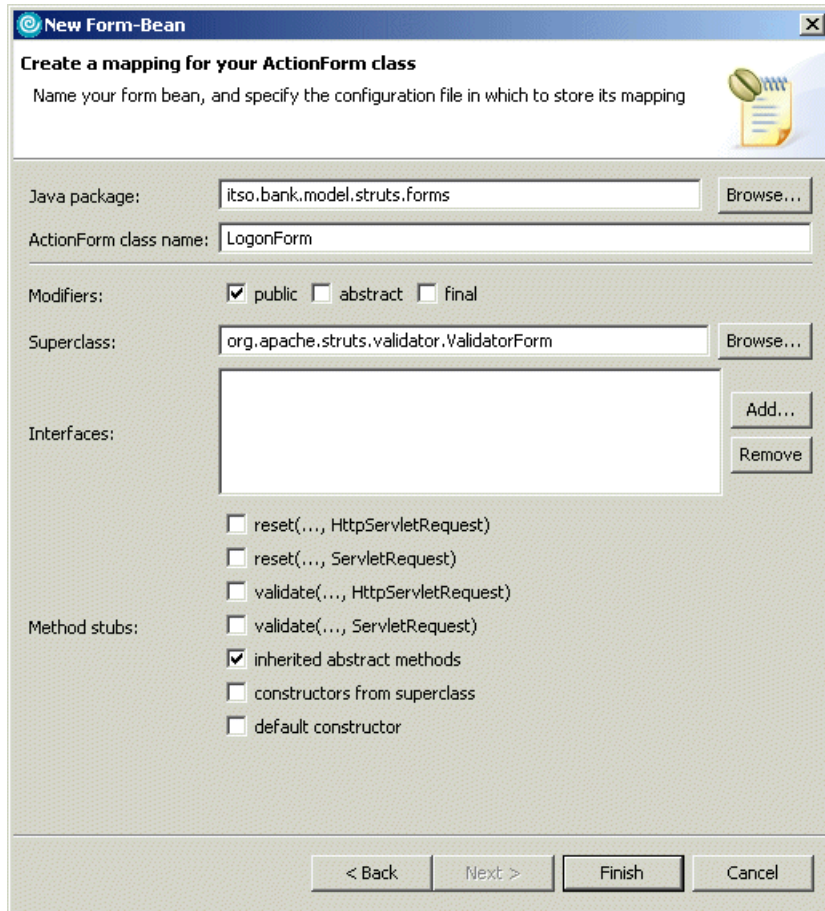 New Form-Bean
Create a mapping for your ActionForm class
Name your form bean, and specify the configuration file in which to store its mapping
Java package: itso.bank.model.struts.forms Browse...
ActionForm class name: LogonForm
Modifiers: public abstract final
Superclass: org.apache.struts.validator.ValidatorForm Browse...
Add...
Interfaces:
Remove
reset(..., HttpServletRequest)
reset(..., ServletRequest)
validate(..., HttpServletRequest)
Method stubs: validate(..., ServletRequest)
inherited abstract methods
constructors from superclass
default constructor
< Back Next > Finish Cancel